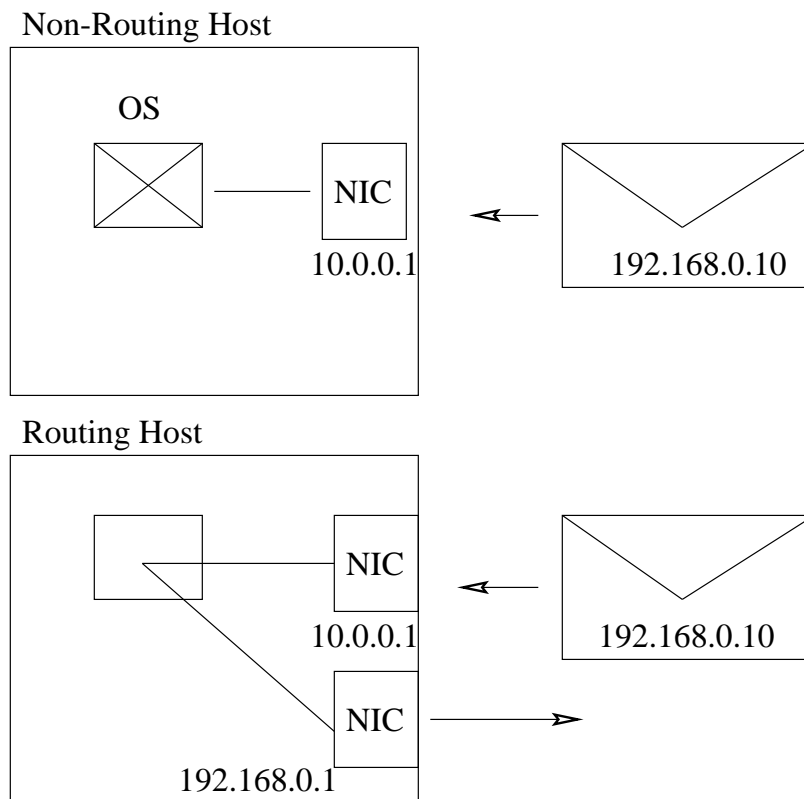 Non-Routing Host
OS
NIC
10.0.0.1
192.168.0.10
Routing Host
NIC
10.0.0.1
192.168.0.10
NIC
192.168.0.1